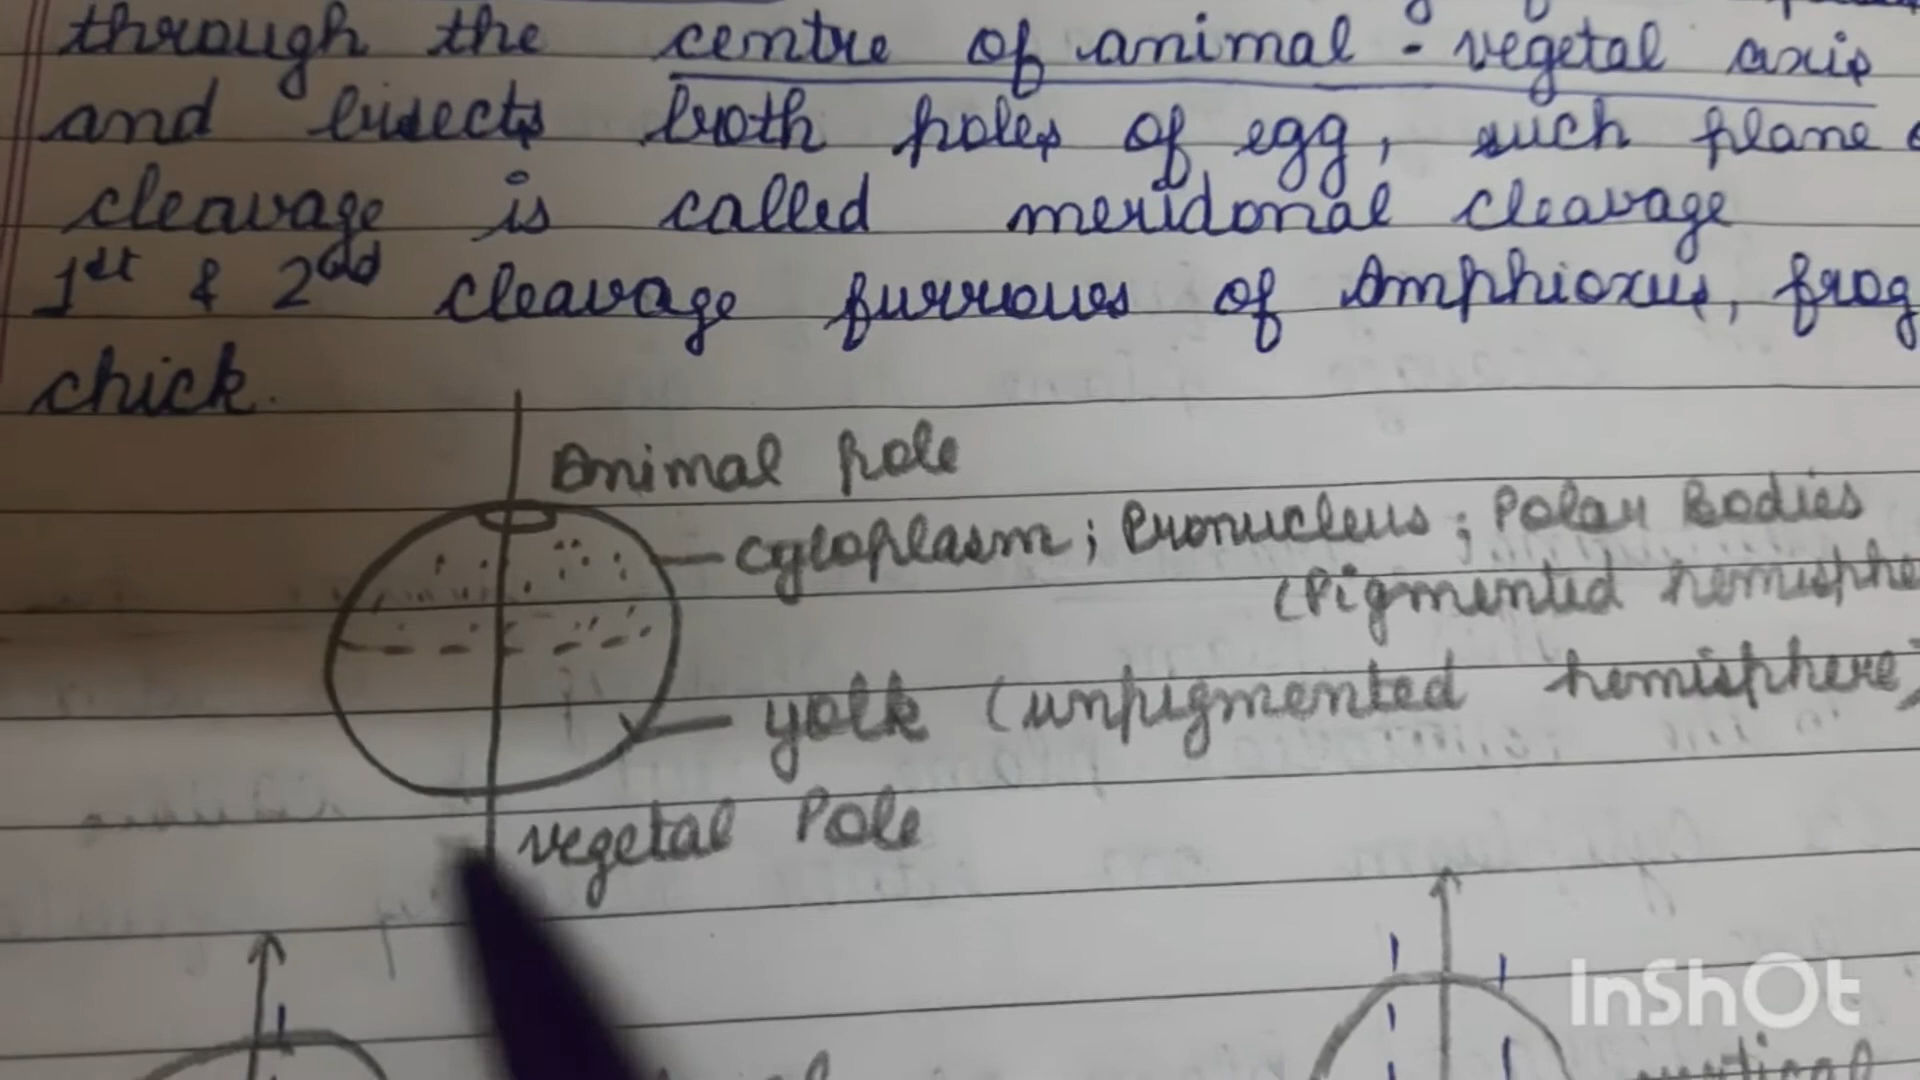 through the centre of animal - vegetal axis
and bisects both poles of egg, such plane
cleavage is called meridonal cleavage
1st & 2nd cleavage furrows of Amphioxus, frog
chick.
Animal Pole
cytoplasm; Pronucleus; Polar Bodies
(Pigmented hemisphe
yolk (unpigmented hemisphere)
vegetal Pole
InShOt